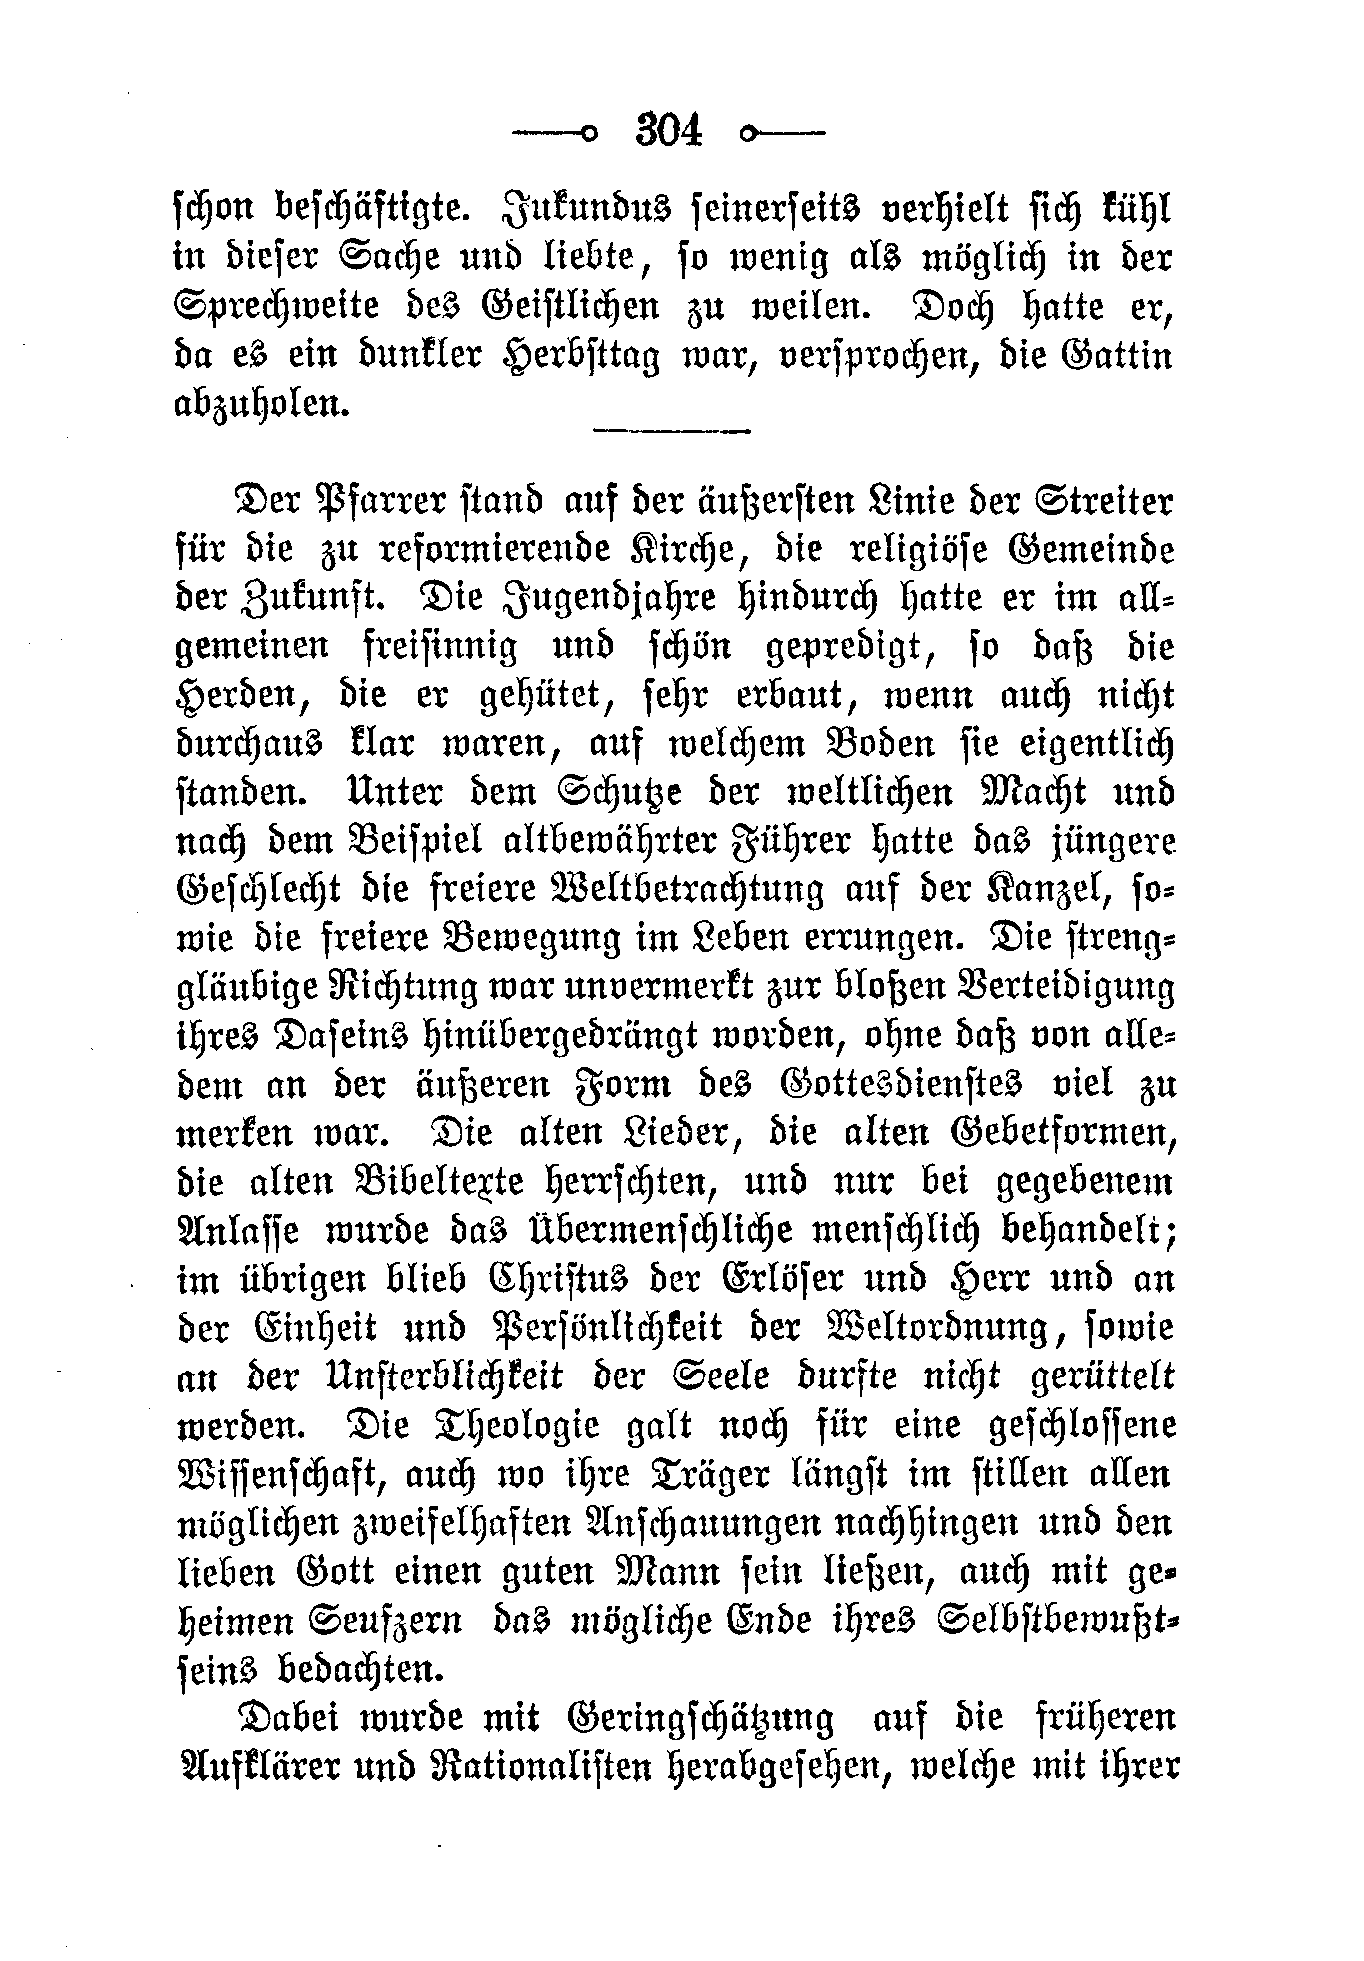 304
schon beschäftigte. Jukundus seinerseits verhielt sich kühl
in dieser Sache und liebte, so wenig als möglich in der
Sprechweite des Geistlichen zu weilen. Doch hatte er,
da es ein dunkler Herbsttag war, versprochen, die Gattin
abzuholen.
Der Pfarrer stand auf der äußersten Linie der Streiter
für die zu reformierende Kirche, die religiöse Gemeinde
der Zukunft. Die Jugendjahre hindurch hatte er im all-
gemeinen freisinnig und schön gepredigt, so daß die
Herden, die er gehütet, sehr erbaut, wenn auch nicht
durchaus klar waren, auf welchem Boden sie eigentlich
standen. Unter dem Schutze der weltlichen Macht und
nach dem Beispiel altbewährter Führer hatte das jüngere
Geschlecht die freiere Weltbetrachtung auf der Kanzel, so-
wie die freiere Bewegung im Leben errungen. Die streng-
gläubige Richtung war unvermerkt zur bloßen Verteidigung
ihres Daseins hinübergedrängt worden, ohne daß von alle-
dem an der äußeren Form des Gottesdienstes viel zu
merken war. Die alten Lieder, die alten Gebetformen,
die alten Bibeltexte herrschten, und nur bei gegebenem
Anlasse wurde das Übermenschliche menschlich behandelt;
im übrigen blieb Christus der Erlöser und Herr und an
der Einheit und Persönlichkeit der Weltordnung, sowie
an der Unsterblichkeit der Seele durfte nicht gerüttelt
werden. Die Theologie galt noch für eine geschlossene
Wissenschaft, auch wo ihre Träger längst im stillen allen
möglichen zweifelhaften Anschauungen nachhingen und den
lieben Gott einen guten Mann sein ließen, auch mit ge-
heimen Seufzern das mögliche Ende ihres Selbstbewußt-
seins bedachten.
Dabei wurde mit Geringschätzung auf die früheren
Aufklärer und Rationalisten herabgesehen, welche mit ihrer